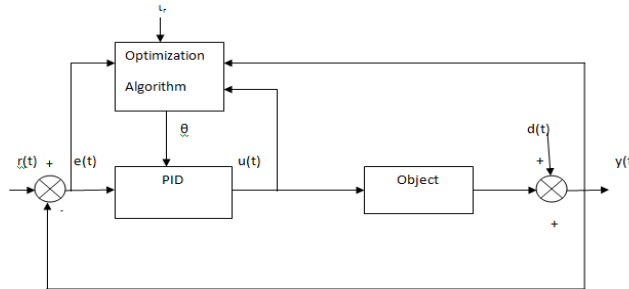 Optimization
Algorithm
θ
d(t)
r(t)
+
e(t)
u(t)
+
y(t
PID
Object
-
+